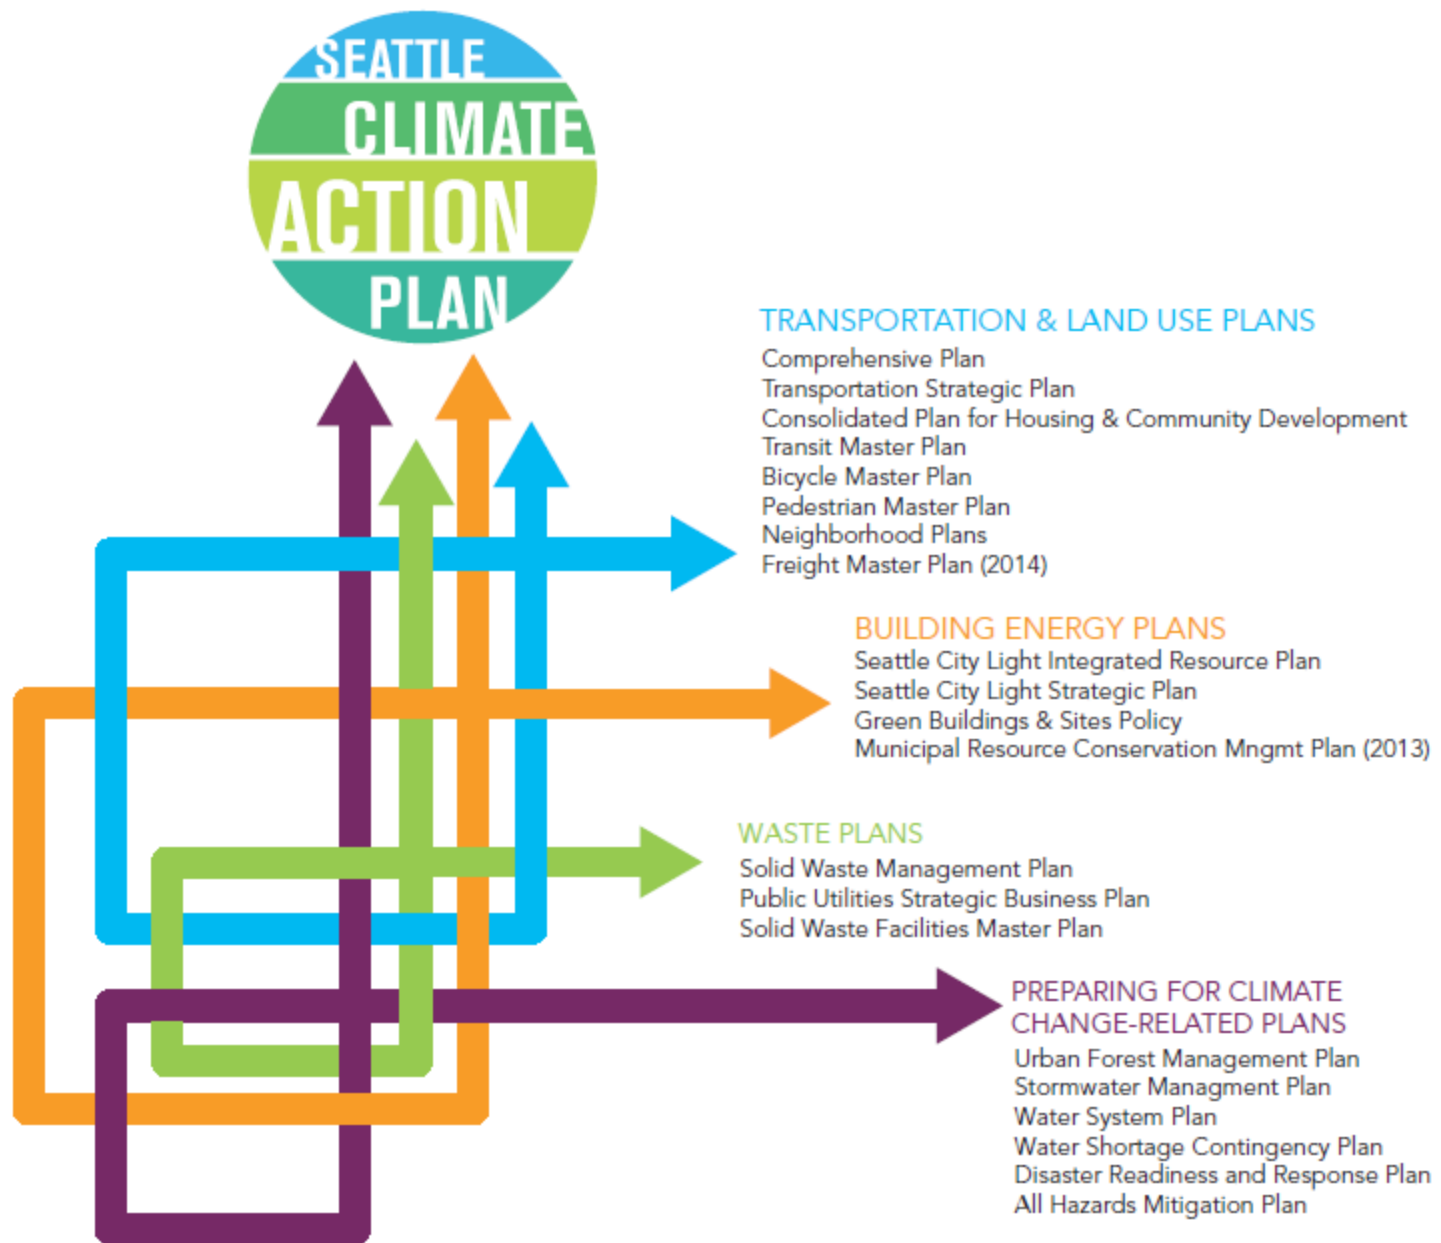 SEATTLE
CLIMATE
ACTION
PLAN
TRANSPORTATION & LAND USE PLANS
Comprehensive Plan
Transportation Strategic Plan
Consolidated Plan for Housing & Community Development
Transit Master Plan
Bicycle Master Plan
Pedestrian Master Plan
Neighborhood Plans
Freight Master Plan (2014)
BUILDING ENERGY PLANS
Seattle City Light Integrated Resource Plan
Seattle City Light Strategic Plan
Green Buildings & Sites Policy
Municipal Resource Conservation Mngmt Plan (2013)
WASTE PLANS
Solid Waste Management Plan
Public Utilities Strategic Business Plan
Solid Waste Facilities Master Plan
PREPARING FOR CLIMATE
CHANGE-RELATED PLANS
Urban Forest Management Plan
Stormwater Managment Plan
Water System Plan
Water Shortage Contingency Plan
Disaster Readiness and Response Plan
All Hazards Mitigation Plan